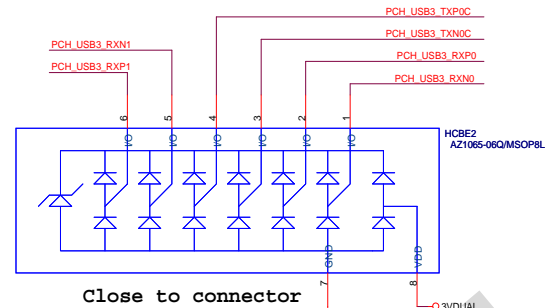 PCH_USB3_TXP0C
PCH_USB3_TXN0C
PCH_USB3_RXN1
PCH_USB3_RXP0
PCH_USB3_RXP1
PCH_USB3_RXN0
6 5 4 3 2 1
HCBE2
AZ1065-06Q/MSOP8L
GND
VDD
7 8
Close to connector
3VDUAL